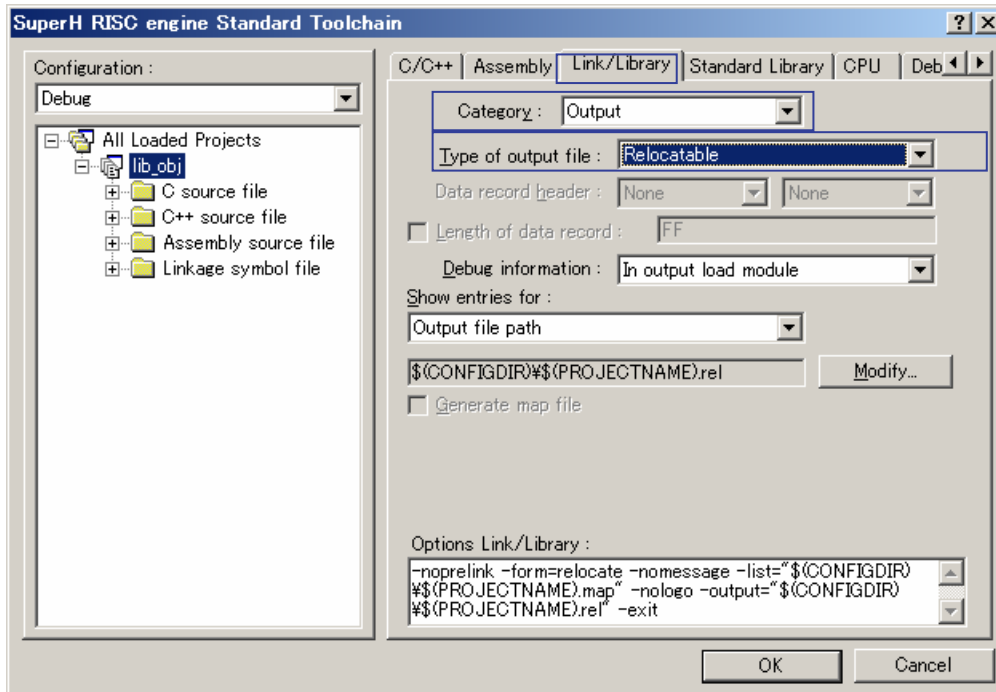 SuperH RISC engine Standard Toolchain
Configuration :
Debug
All Loaded Projects
lib_obj
C source file
C++ source file
Assembly source file
Linkage symbol file
C/C++ Assembly Link/Library Standard Library CPU Deb
Category : Output
Type of output file : Relocatable
Data record header : None None
Length of data record : FF
Debug information : In output load module
Show entries for :
Output file path
$(CONFIGDIR)¥$(PROJECTNAME).rel Modify...
Generate map file
Options Link/Library :
-noprelink -form=relocate -nomessage -list="$(CONFIGDIR)
¥$(PROJECTNAME).map" -nologo -output="$(CONFIGDIR)
¥$(PROJECTNAME).rel" -exit
OK Cancel